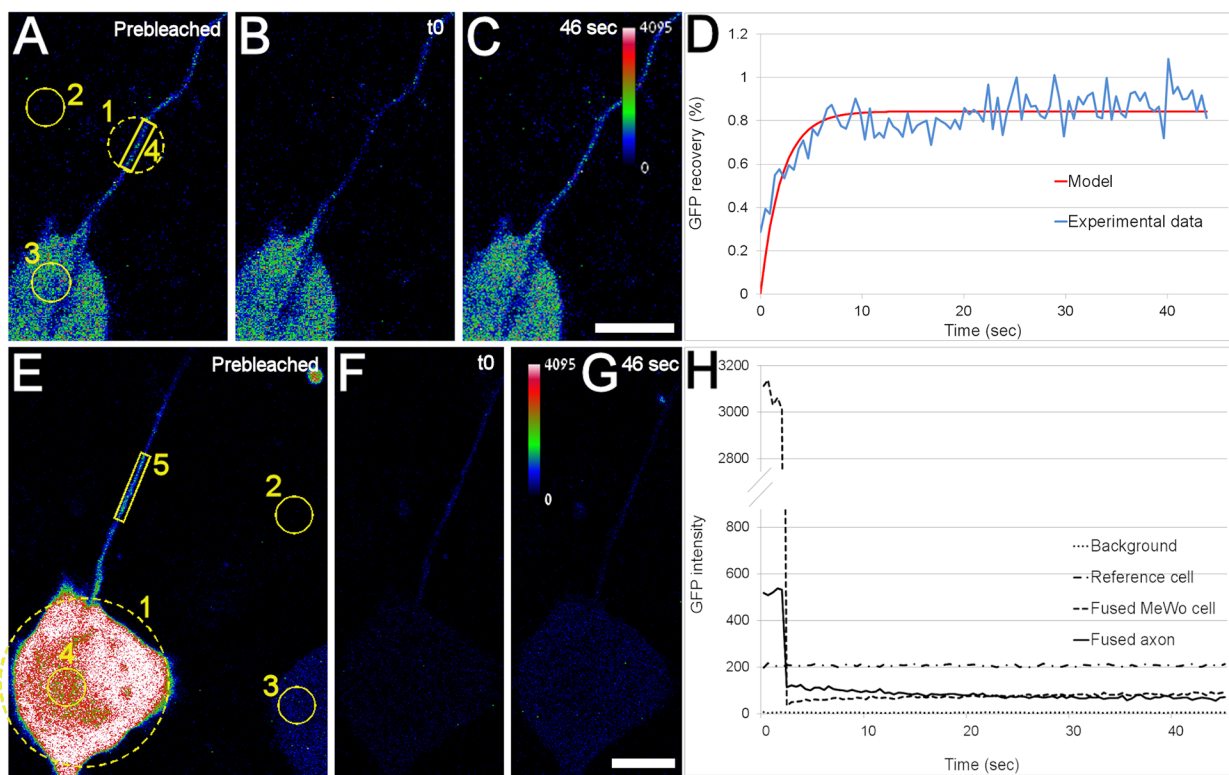 A
Prebleached
2
1
4
3
B
t0
C
46 sec
4095
0
D
1.2
1
0.8
0.6
0.4
0.2
0
GFP recovery (%)
Model
Experimental data
0 10 20 30 40
Time (sec)
E
Prebleached
5
2
1
4
3
F
t0
G
46 sec
4095
0
H
3200
3000
2800
800
600
400
200
0
GFP intensity
Background
Reference cell
Fused MeWo cell
Fused axon
0 10 20 30 40
Time (sec)